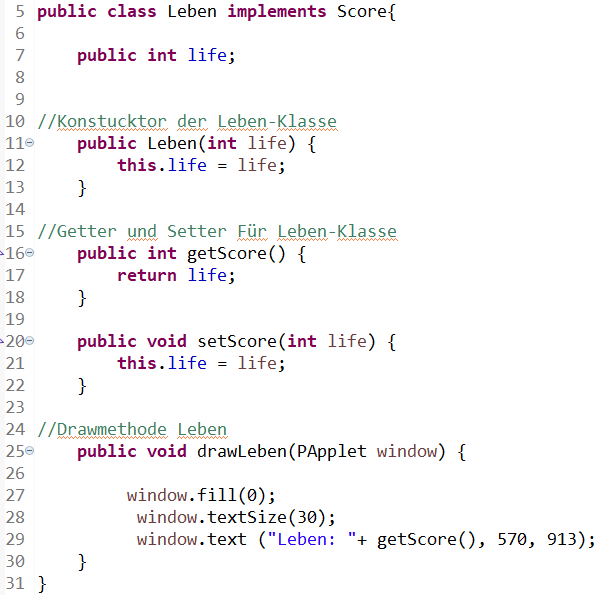 5 public class Leben implements Score{
6
7     public int life;
8
9
10 //Konstucktor der Leben-Klasse
11     public Leben(int life) {
12         this.life = life;
13     }
14
15 //Getter und Setter Für Leben-Klasse
16     public int getScore() {
17         return life;
18     }
19
20     public void setScore(int life) {
21         this.life = life;
22     }
23
24 //Drawmethode Leben
25     public void drawLeben(PApplet window) {
26
27          window.fill(0);
28           window.textSize(30);
29           window.text ("Leben: "+ getScore(), 570, 913);
30     }
31 }